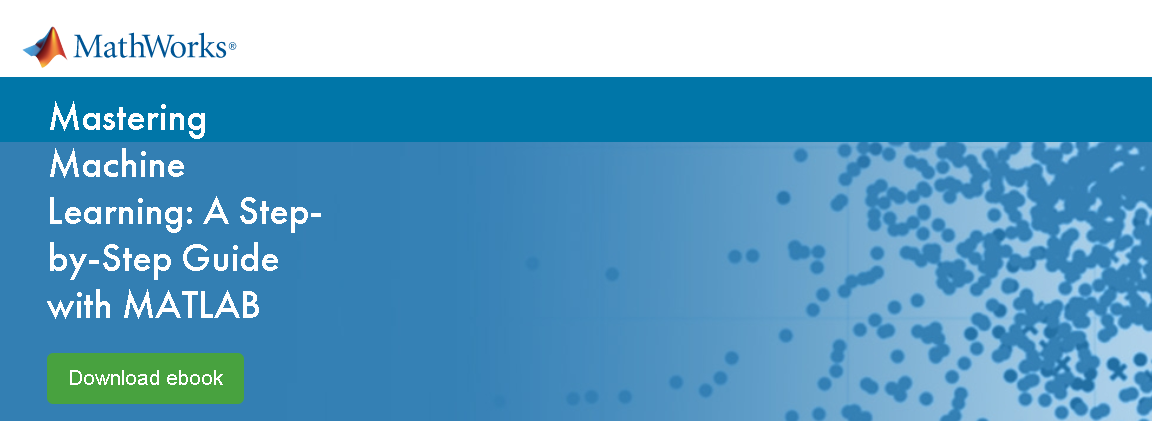 MathWorks®
Mastering
Machine
Learning: A Step-
by-Step Guide
with MATLAB
Download ebook